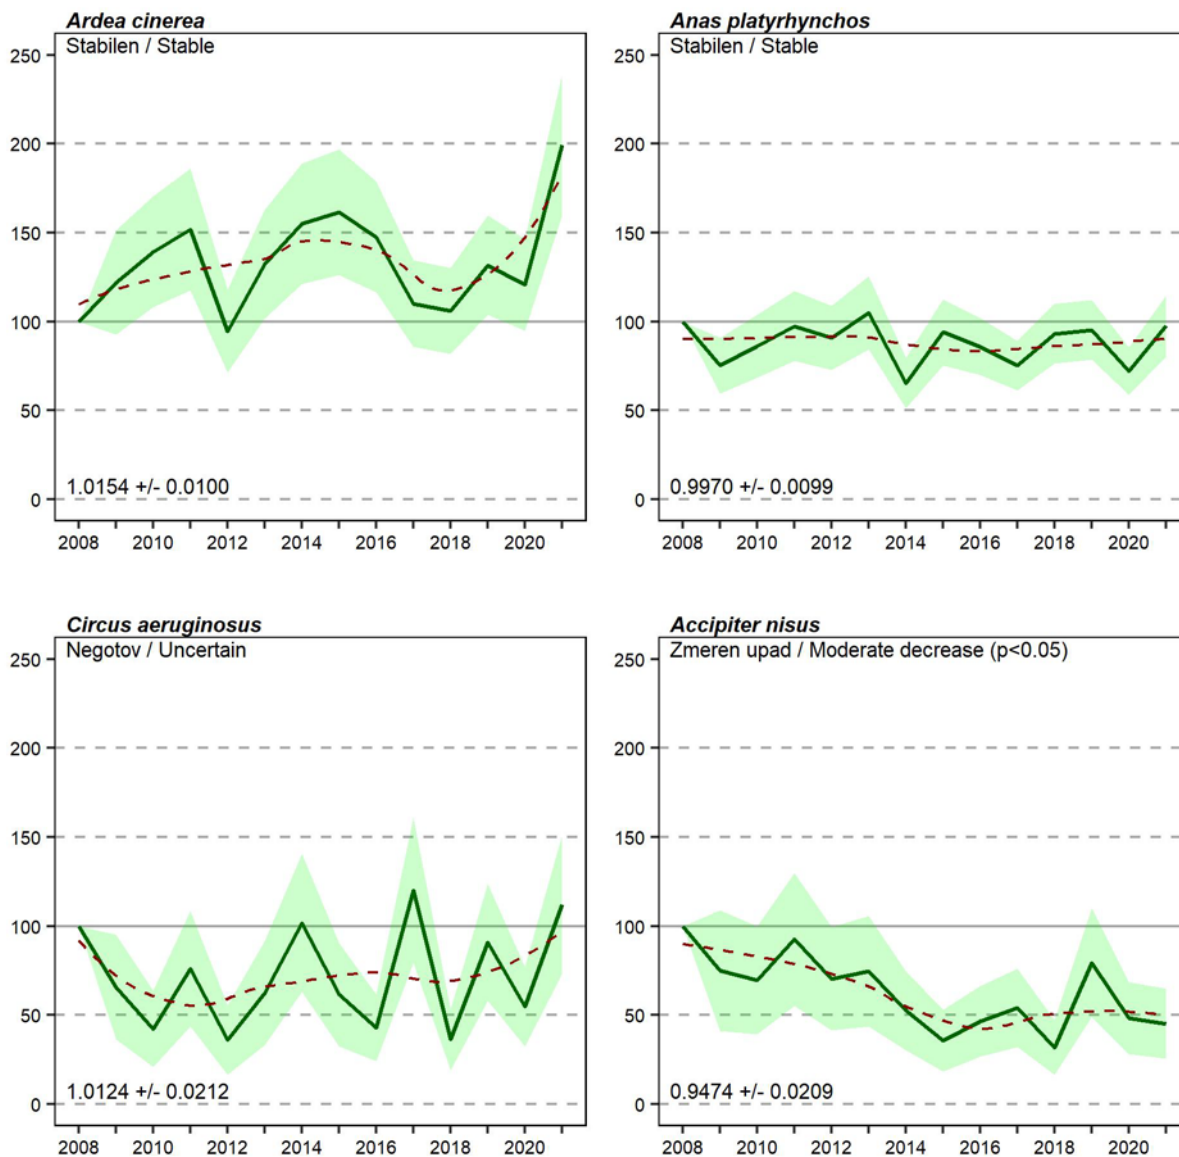 Ardea cinerea
Stabilen / Stable
250
200
150
100
50
0
1.0154 +/- 0.0100
2008 2010 2012 2014 2016 2018 2020
Anas platyrhynchos
Stabilen / Stable
250
200
150
100
50
0
0.9970 +/- 0.0099
2008 2010 2012 2014 2016 2018 2020
Circus aeruginosus
Negotov / Uncertain
250
200
150
100
50
0
1.0124 +/- 0.0212
2008 2010 2012 2014 2016 2018 2020
Accipiter nisus
Zmeren upad / Moderate decrease (p<0.05)
250
200
150
100
50
0
0.9474 +/- 0.0209
2008 2010 2012 2014 2016 2018 2020